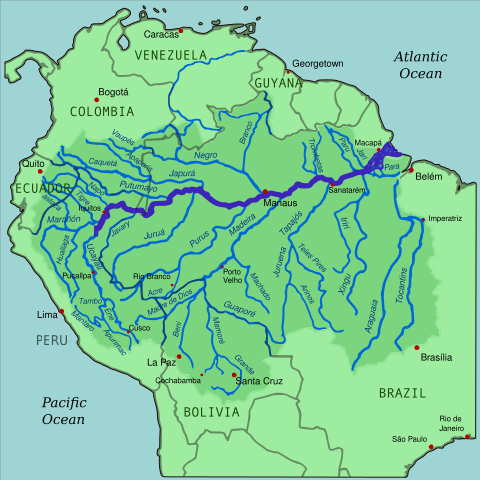 Caracas
VENEZUELA
Atlantic
Ocean
Georgetown
GUYANA
Bogotá
COLOMBIA
Vaupés
Apaporis
Caquetá
Negro
Branco
Trombetas
Paru
Jari
Macapá
Pará
Belém
Quito
ECUADOR
Napo
Putumayo
Japurá
Tigre
Iquitos
Manaus
Santarém
Imperatriz
Marañón
Javary
Juruá
Purus
Madeira
Tapajós
Iriri
Huallaga
Ucayali
Pucallpa
Rio Branco
Acre
Madre de Dios
Porto
Velho
Machado
Juruena
Teles Pires
Arinos
Xingu
Araguaia
Tocantins
Tambo
Ene
Mantaro
Apurímac
Cusco
Lima
PERU
Guaporé
Beni
Mamoré
Grande
La Paz
Cochabamba
Santa Cruz
BOLIVIA
Brasília
BRAZIL
Pacific
Ocean
Rio de
Janeiro
São Paulo